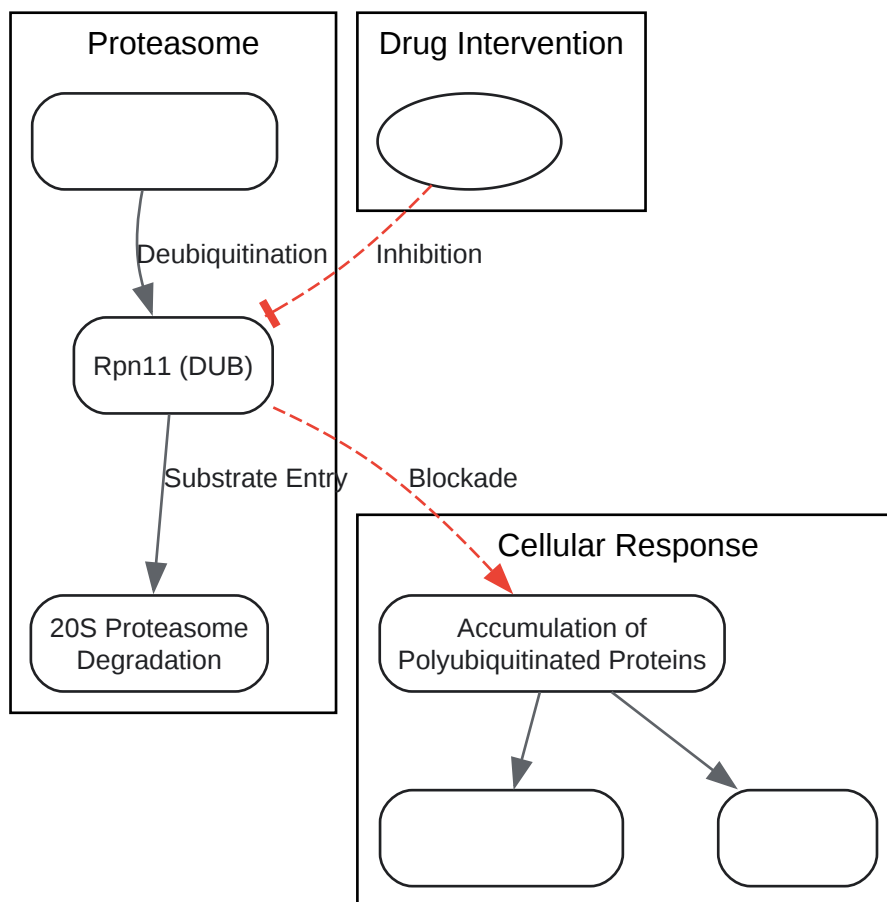 Proteasome
Drug Intervention
Deubiquitination
Inhibition
Rpn11 (DUB)
Substrate Entry
Blockade
Cellular Response
20S Proteasome
Degradation
Accumulation of
Polyubiquitinated Proteins